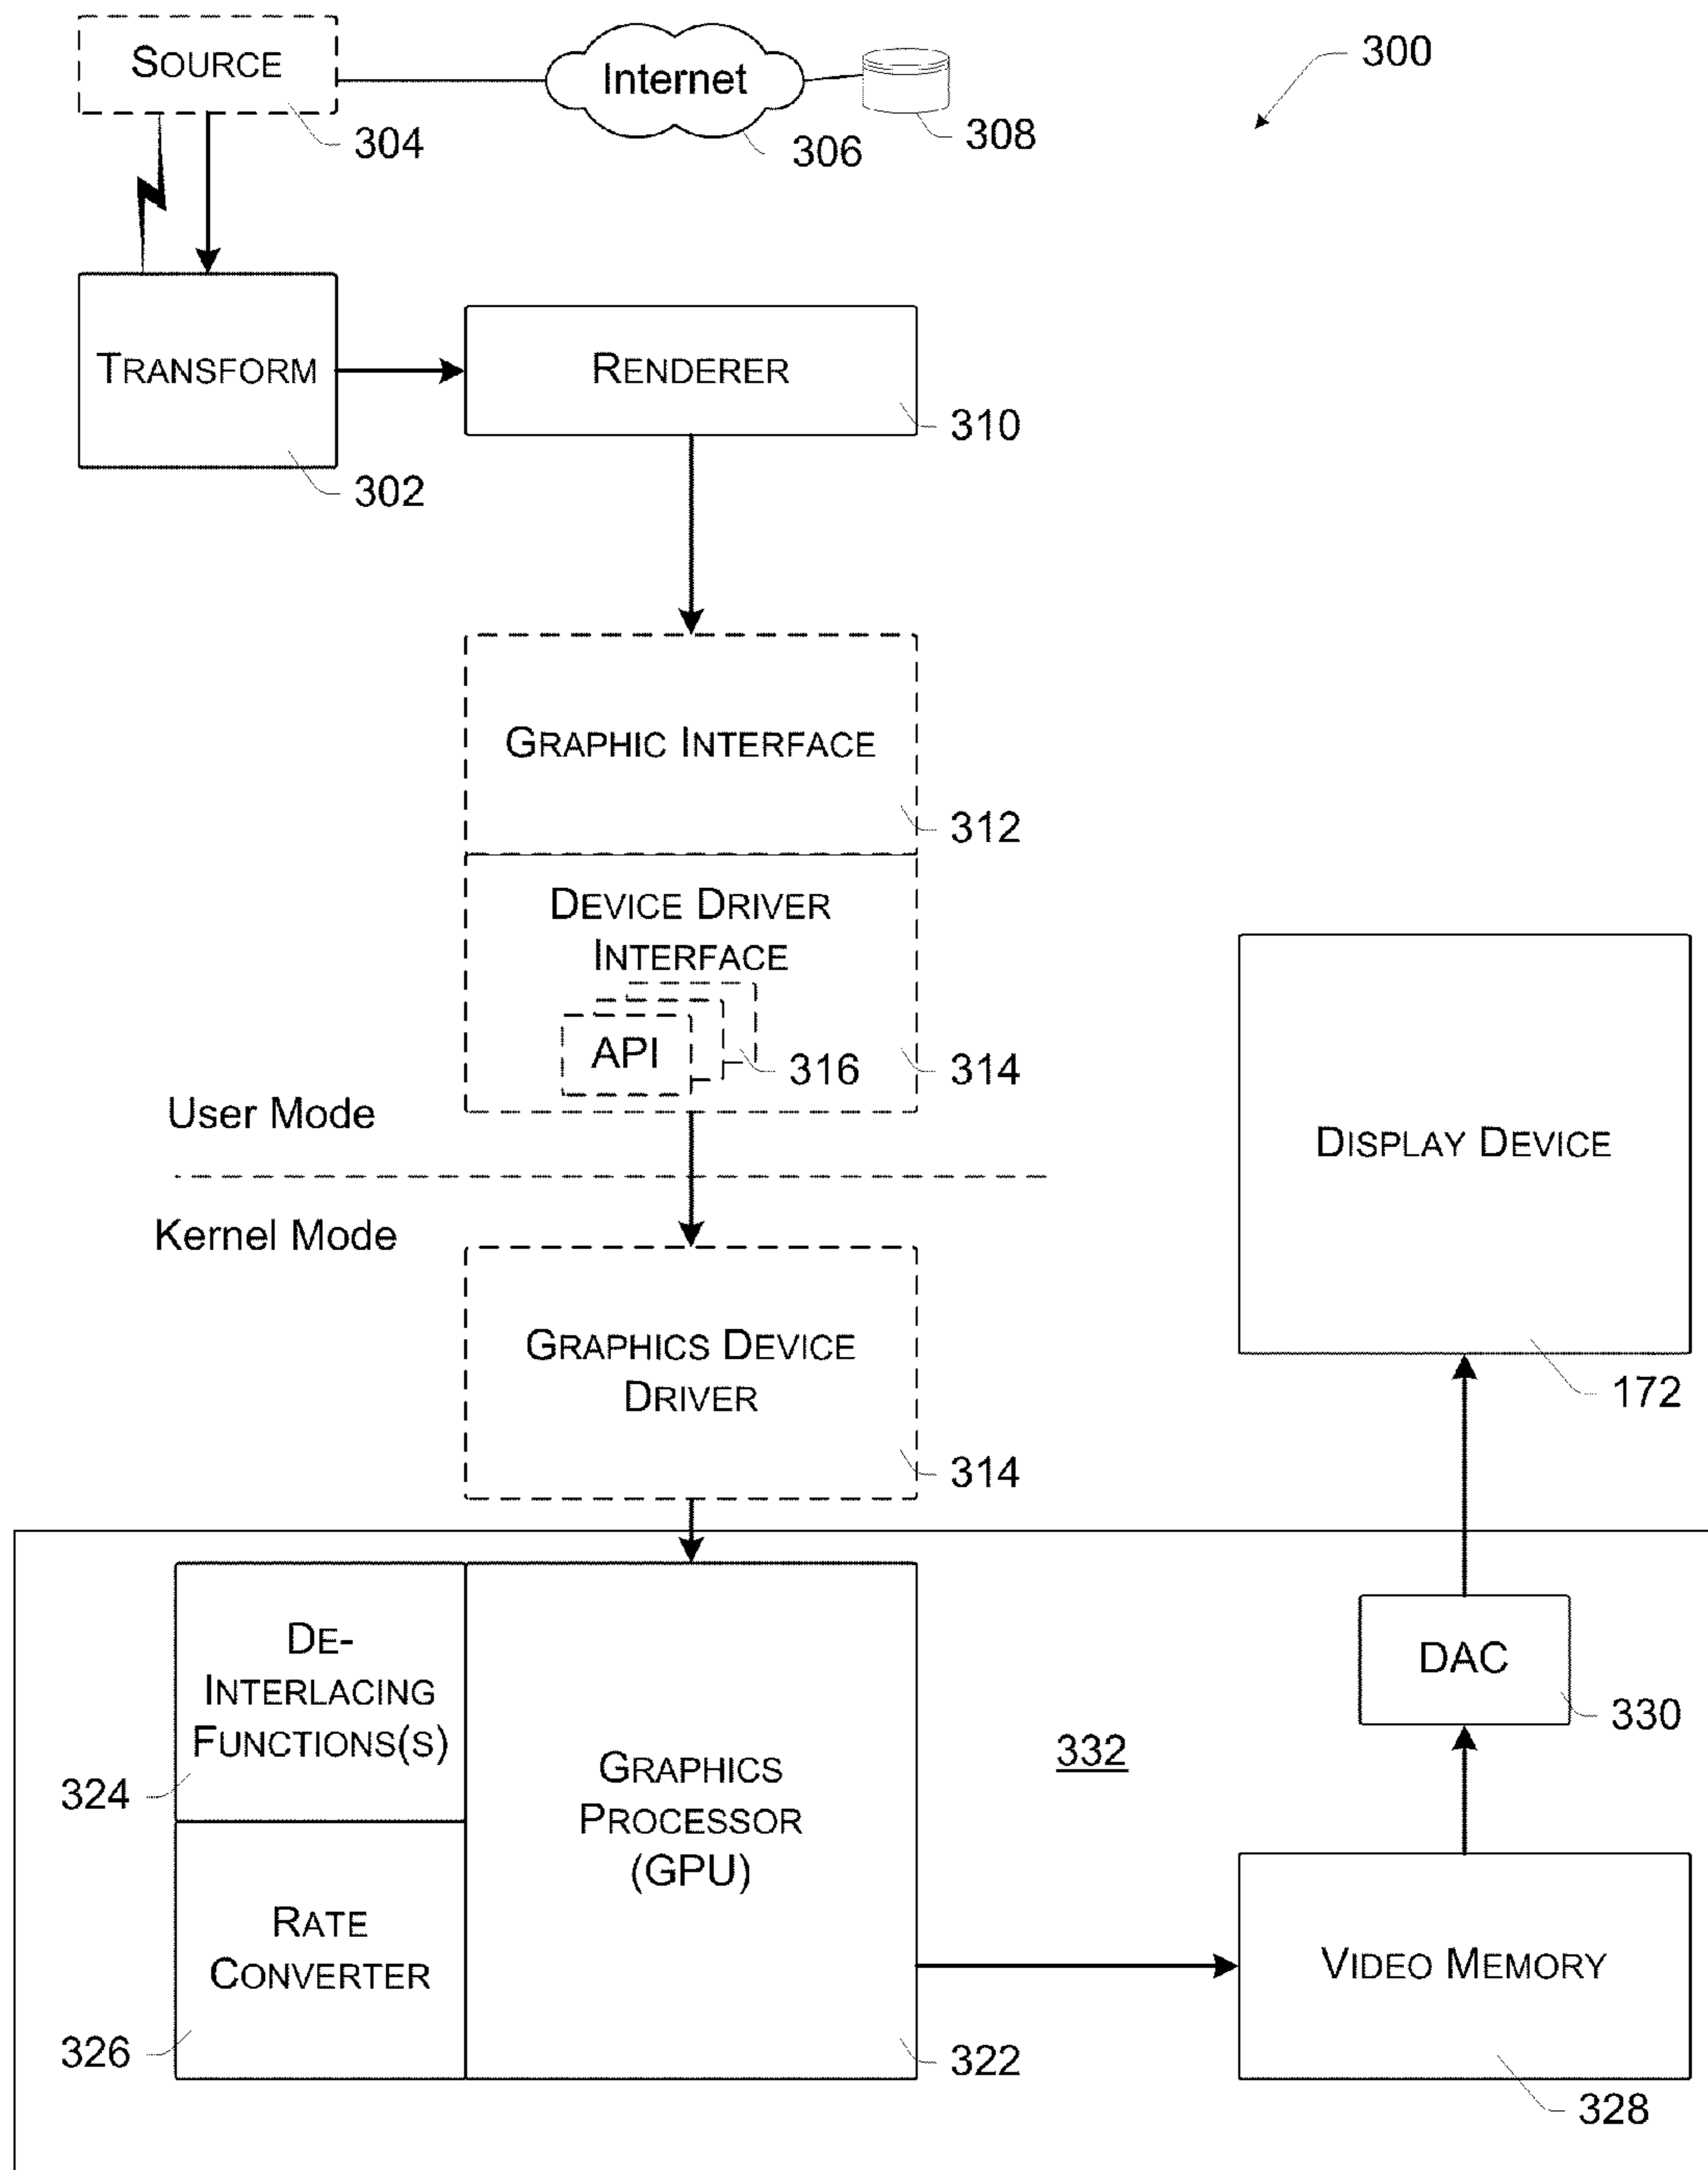 SOURCE
304
Internet
306
308
300
TRANSFORM
302
RENDERER
310
GRAPHIC INTERFACE
312
DEVICE DRIVER
INTERFACE
API
316
314
User Mode
Kernel Mode
DISPLAY DEVICE
172
GRAPHICS DEVICE
DRIVER
314
DE-
INTERLACING
FUNCTIONS(S)
324
RATE
CONVERTER
326
GRAPHICS
PROCESSOR
(GPU)
322
332
DAC
330
VIDEO MEMORY
328